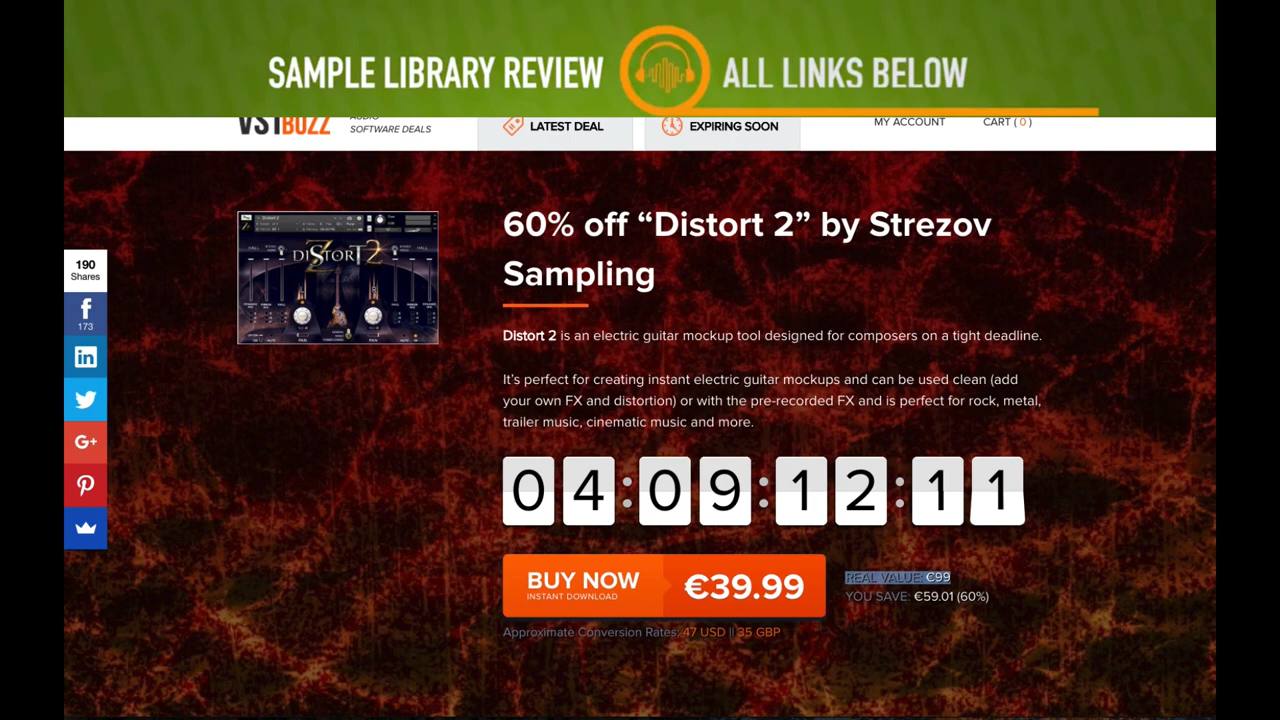 SAMPLE LIBRARY REVIEW
ALL LINKS BELOW
VSTBUZZ
AUDIO
SOFTWARE DEALS
LATEST DEAL
EXPIRING SOON
MY ACCOUNT
CART ( 0 )
60% off “Distort 2” by Strezov
Sampling
DISTORT 2
190
Shares
173
Distort 2 is an electric guitar mockup tool designed for composers on a tight deadline.
It’s perfect for creating instant electric guitar mockups and can be used clean (add
your own FX and distortion) or with the pre-recorded FX and is perfect for rock, metal,
trailer music, cinematic music and more.
04:09:12:11
BUY NOW
INSTANT DOWNLOAD
€39.99
REAL VALUE: €99
YOU SAVE: €59.01 (60%)
Approximate Conversion Rates: 47 USD || 35 GBP